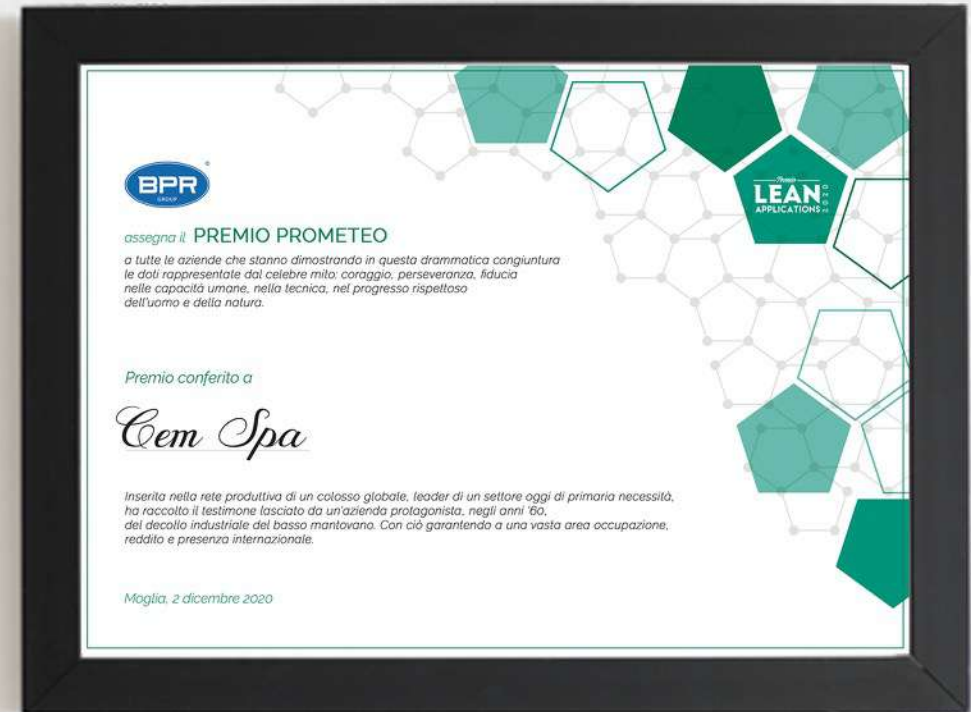 BPR
GROUP
®
assegna il PREMIO PROMETEO
a tutte le aziende che stanno dimostrando in questa drammatica congiuntura
le doti rappresentate dal celebre mito: coraggio, perseveranza, fiducia
nelle capacità umane, nella tecnica, nel progresso rispettoso
dell'uomo e della natura.
Premio
LEAN
APPLICATIONS
2020
Premio conferito a
Cem Spa
Inserita nella rete produttiva di un colosso globale, leader di un settore oggi di primaria necessità,
ha raccolto il testimone lasciato da un'azienda protagonista, negli anni '60,
del decollo industriale del basso mantovano. Con ciò garantendo a una vasta area occupazione,
reddito e presenza internazionale.
Moglia, 2 dicembre 2020